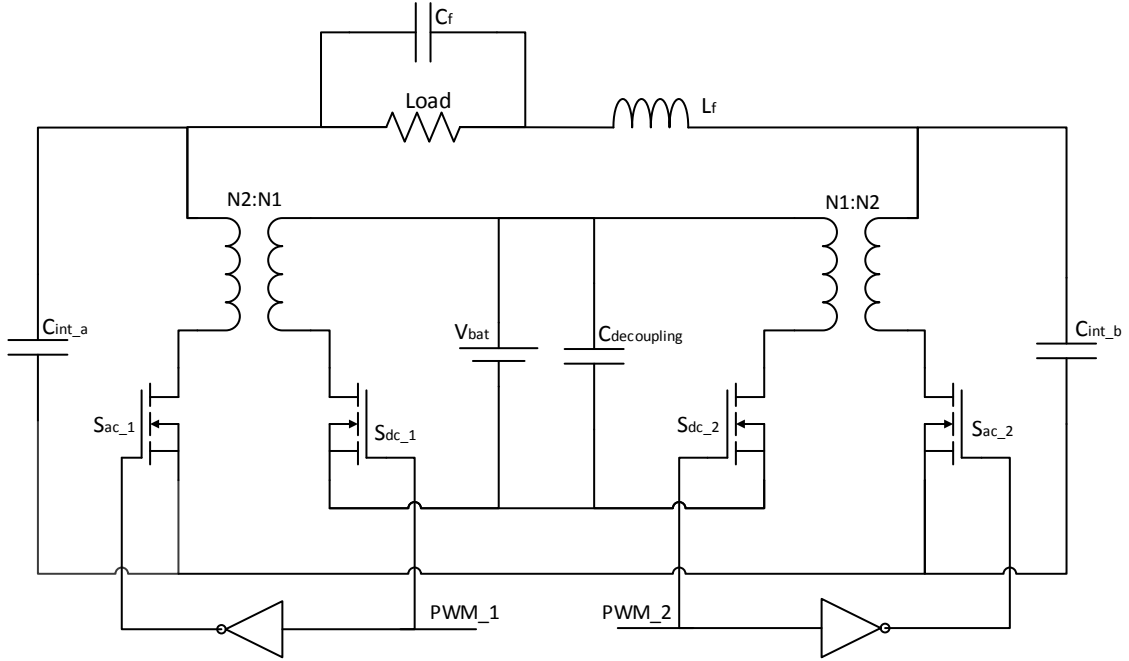 Cf
Load
Lf
N2:N1
N1:N2
Cint_a
Vbat
Cdecoupling
Cint_b
Sac_1
Sdc_1
Sdc_2
Sac_2
PWM_1
PWM_2